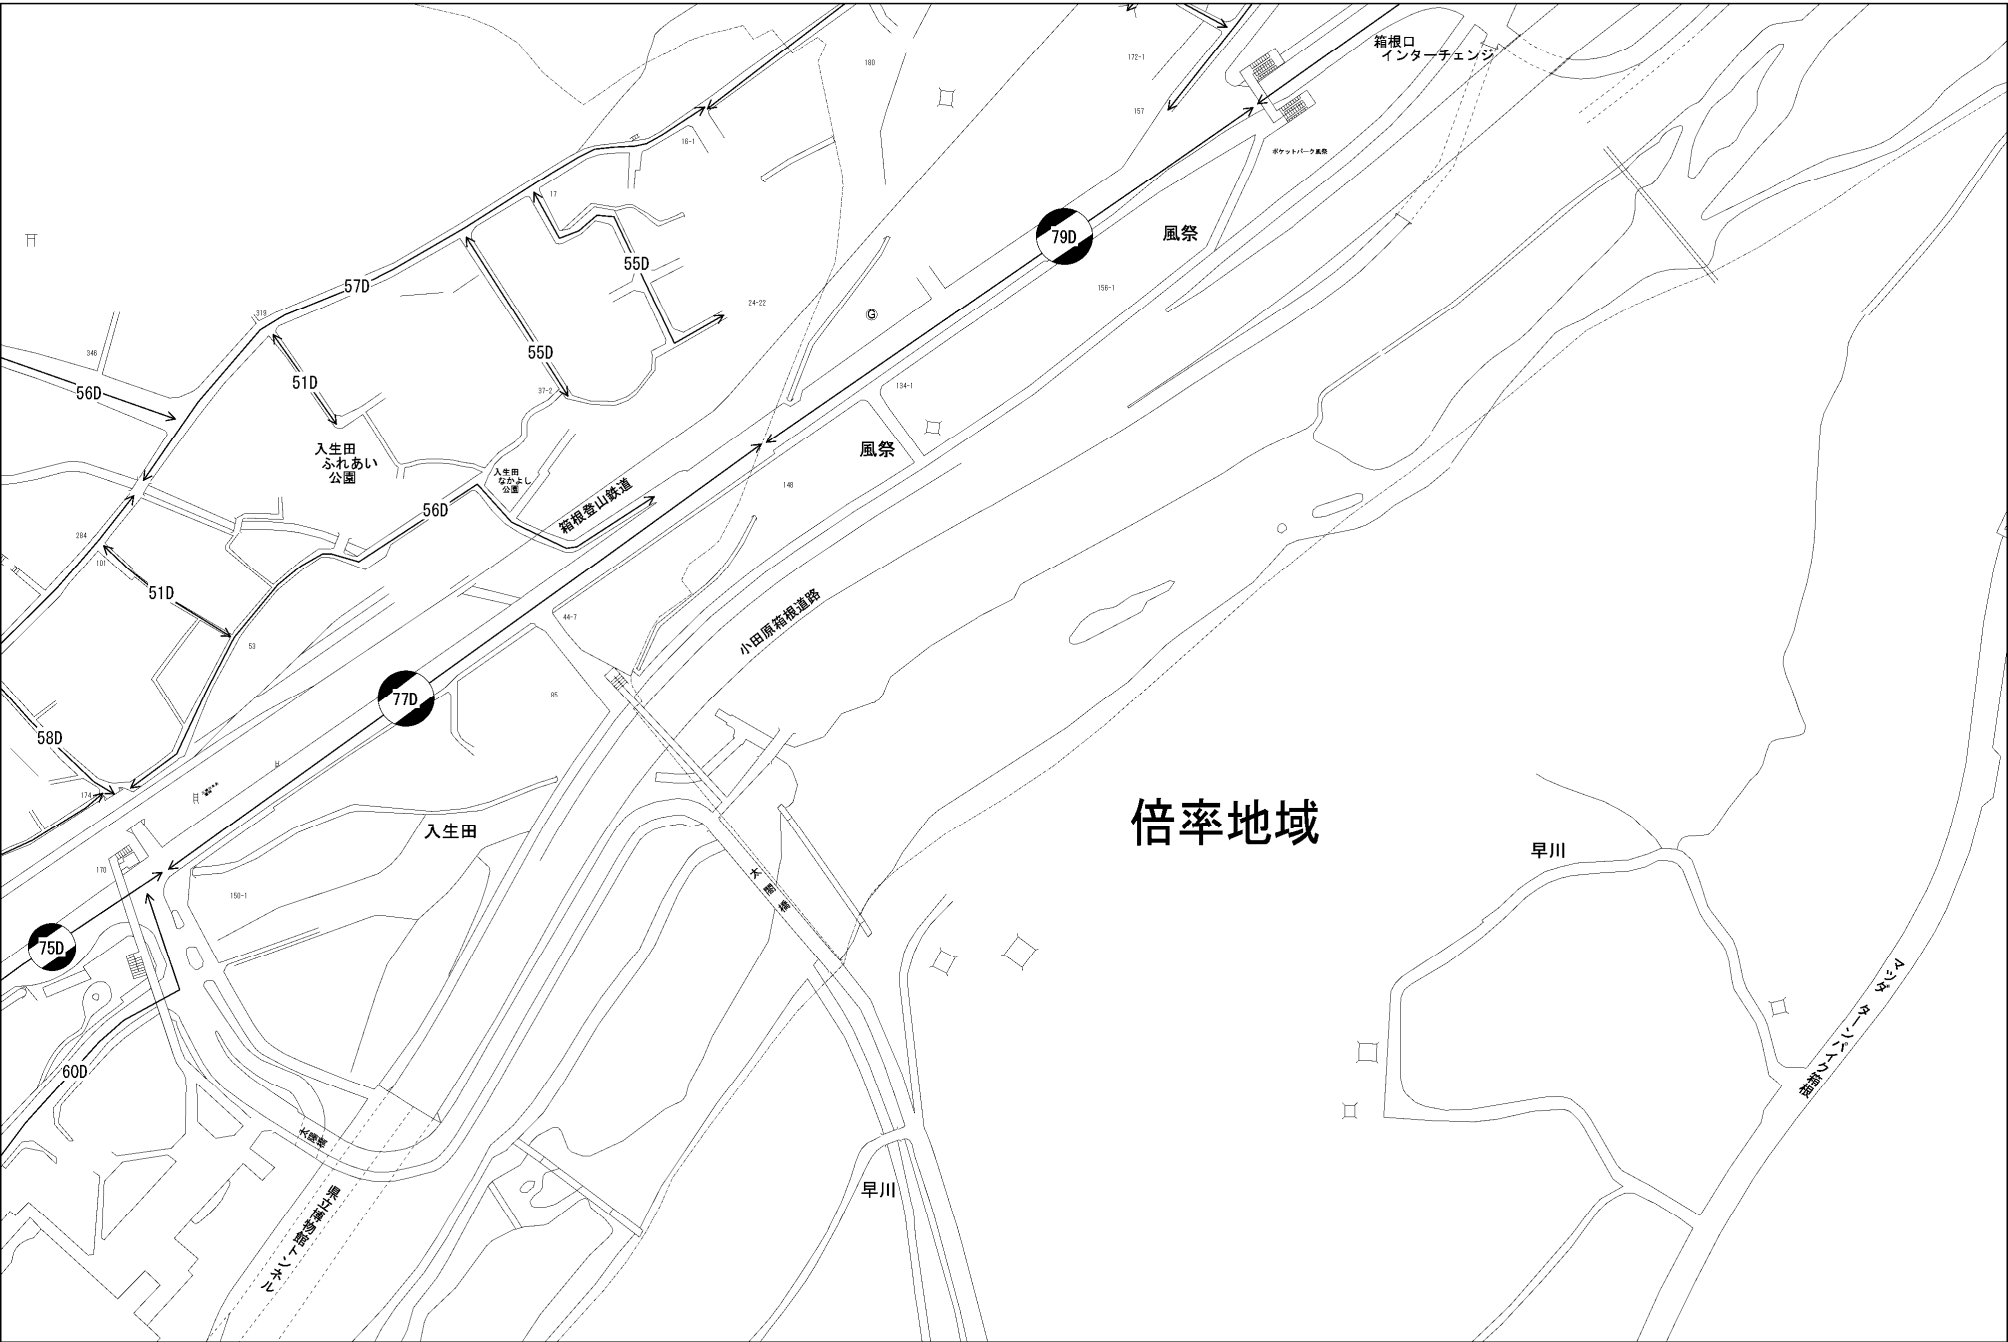 箱根口
インターチェンジ
180
172-1
157
16-1
ポケットパーク風祭
17
79D
風祭
55D
57D
156-1
24-22
319
G
346
55D
51D
134-1
56D
37-2
入生田
ふれあい
公園
風祭
入生田
なかよし
公園
148
箱根登山鉄道
56D
284
101
51D
小田原箱根道路
44-7
53
77D
85
58D
174
入生田
倍率地域
早川
170
太閤橋
150-1
75D
マツダ ターンパイク箱根
60D
早川
県立博物館トンネル